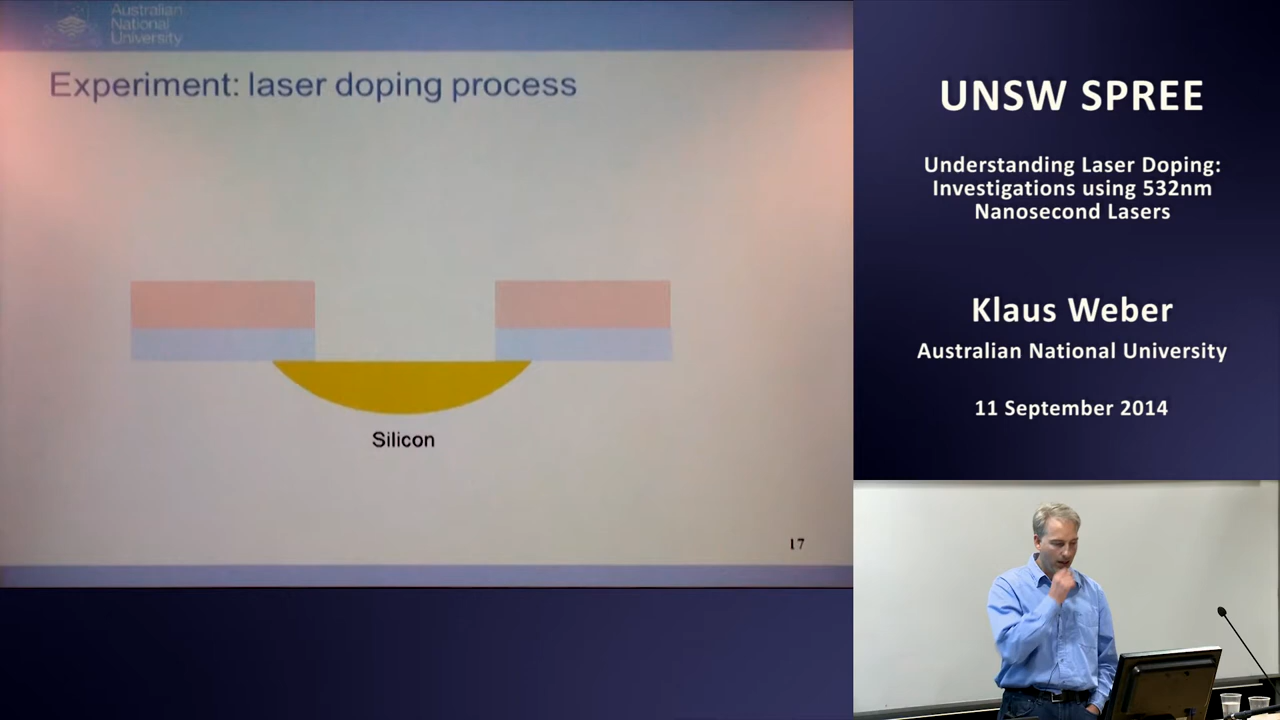 Australian
National
University
Experiment: laser doping process
Silicon
17
UNSW SPREE
Understanding Laser Doping:
Investigations using 532nm
Nanosecond Lasers
Klaus Weber
Australian National University
11 September 2014